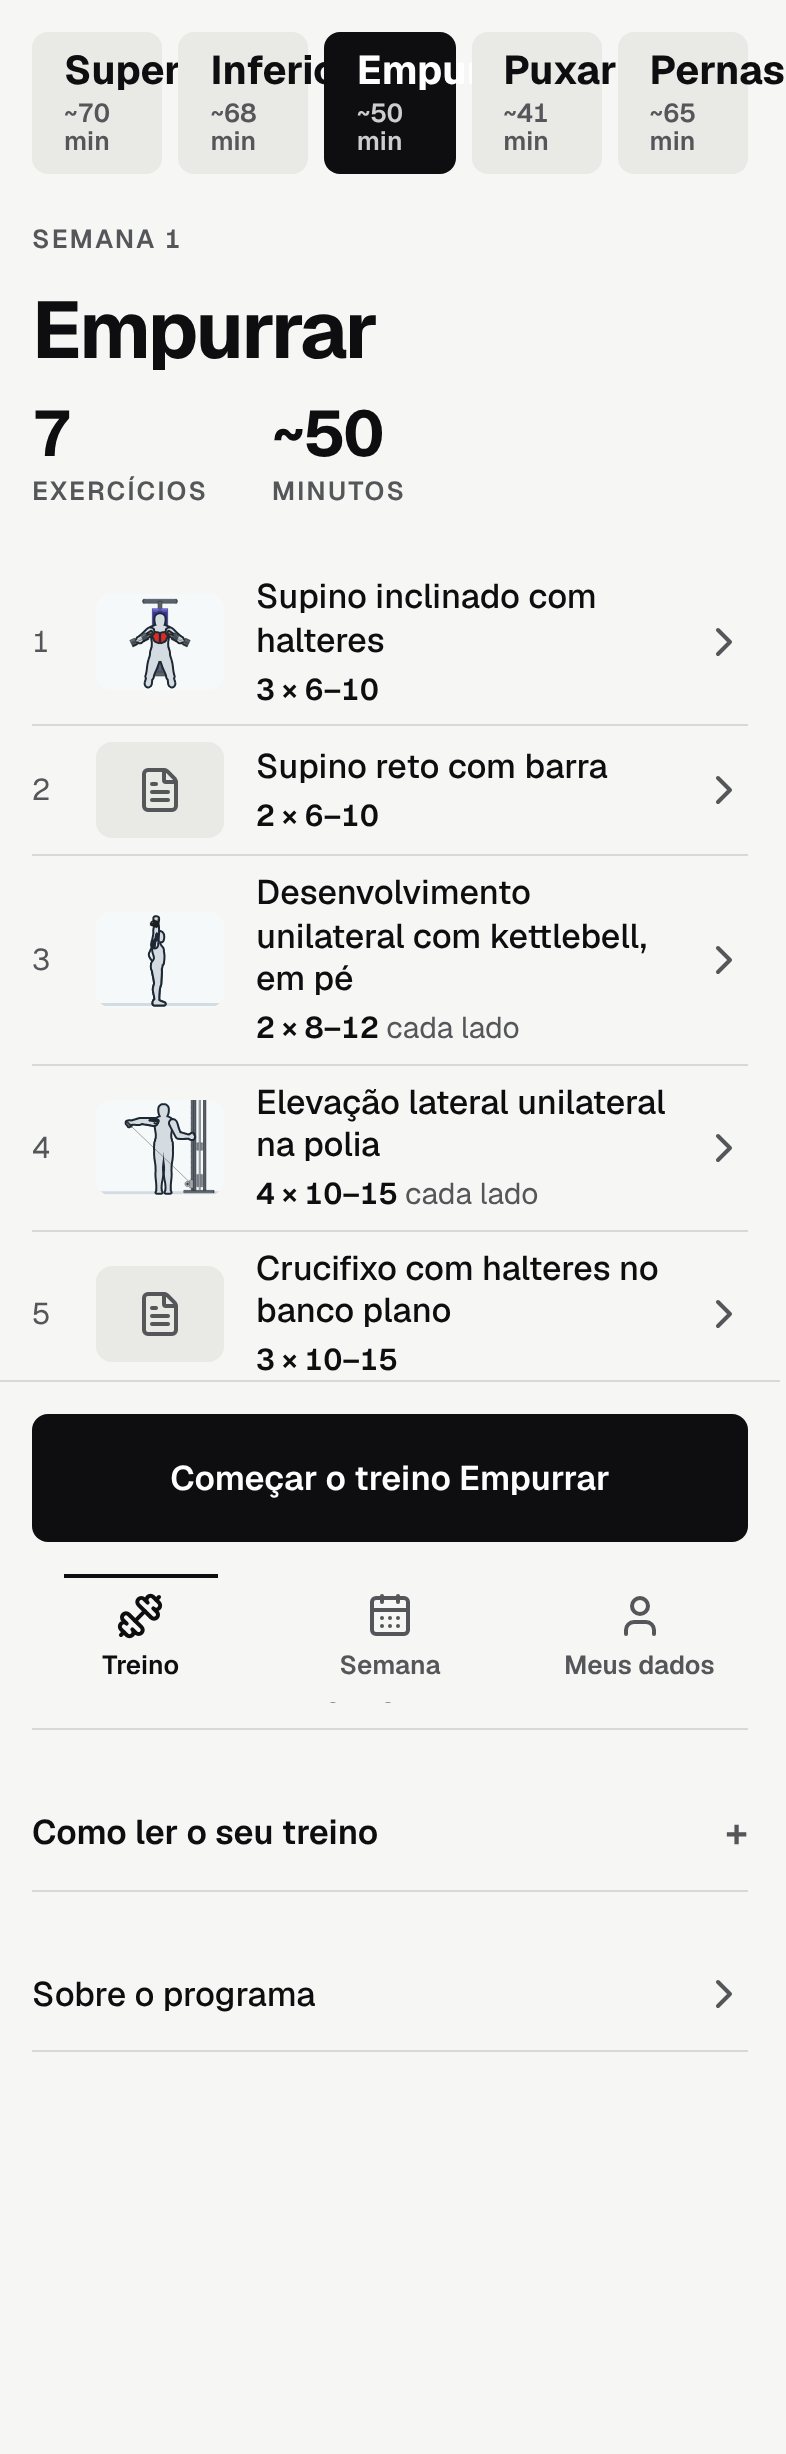 Super
~70
min
Inferic
~68
min
Empu
~50
min
Puxar
~41
min
Pernas
~65
min
SEMANA 1
Empurrar
7
EXERCÍCIOS
~50
MINUTOS
1
Supino inclinado com
halteres
3 × 6–10
2
Supino reto com barra
2 × 6–10
3
Desenvolvimento
unilateral com kettlebell,
em pé
2 × 8–12 cada lado
4
Elevação lateral unilateral
na polia
4 × 10–15 cada lado
5
Crucifixo com halteres no
banco plano
3 × 10–15
Começar o treino Empurrar
Treino
Semana
Meus dados
Como ler o seu treino
+
Sobre o programa